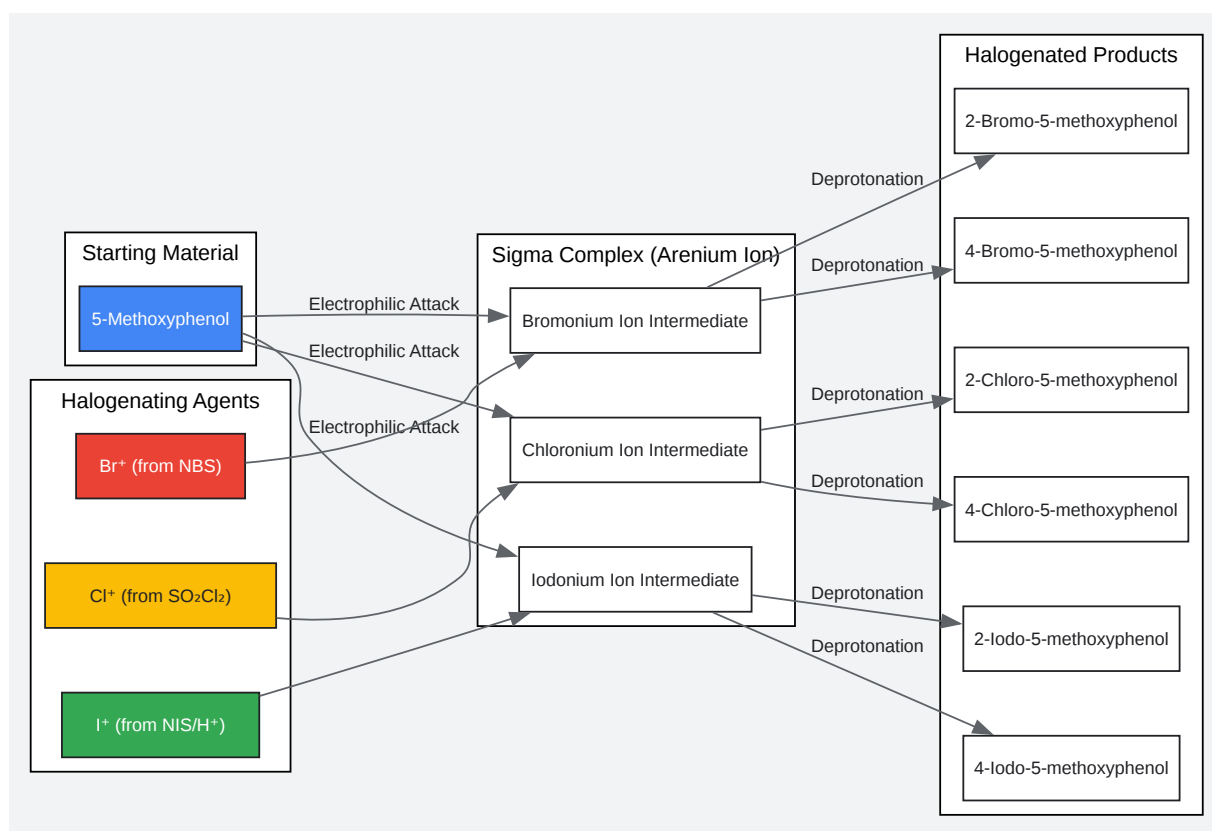 Starting Material
5-Methoxyphenol
Halogenating Agents
Br⁺ (from NBS)
Cl⁺ (from SO₂Cl₂)
I⁺ (from NIS/H⁺)
Electrophilic Attack
Electrophilic Attack
Electrophilic Attack
Sigma Complex (Arenium Ion)
Bromonium Ion Intermediate
Chloronium Ion Intermediate
Iodonium Ion Intermediate
Deprotonation
Deprotonation
Deprotonation
Deprotonation
Deprotonation
Deprotonation
Halogenated Products
2-Bromo-5-methoxyphenol
4-Bromo-5-methoxyphenol
2-Chloro-5-methoxyphenol
4-Chloro-5-methoxyphenol
2-Iodo-5-methoxyphenol
4-Iodo-5-methoxyphenol